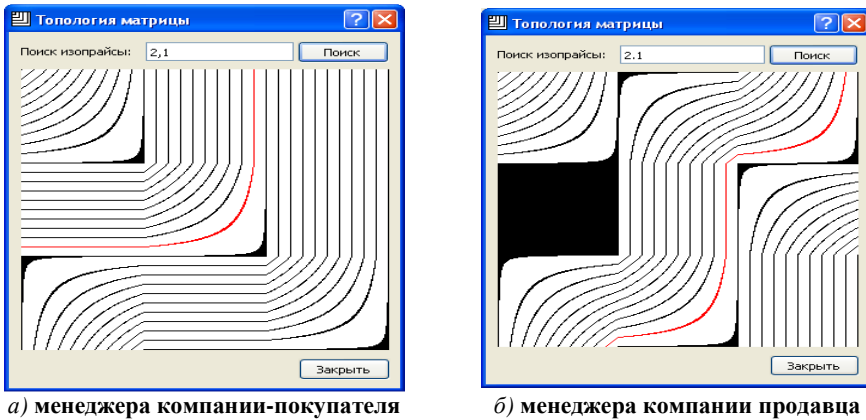 Топология матрицы
Поиск изопрайсы: 2,1 Поиск
Закрыть
а) менеджера компании-покупателя
Топология матрицы
Поиск изопрайсы: 2.1 Поиск
Закрыть
б) менеджера компании продавца